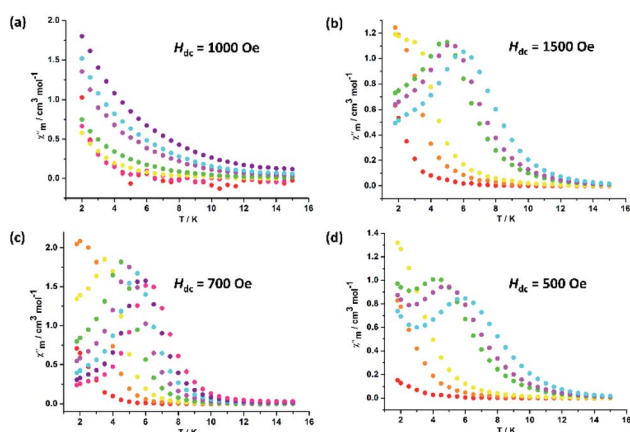 (a)
H_dc = 1000 Oe
χ''m / cm³ mol⁻¹
2.0
1.5
1.0
0.5
0.0
0 2 4 6 8 10 12 14 16
T / K
(b)
H_dc = 1500 Oe
χ''m / cm³ mol⁻¹
1.2
1.0
0.8
0.6
0.4
0.2
0.0
2 4 6 8 10 12 14 16
T / K
(c)
H_dc = 700 Oe
χ''m / cm³ mol⁻¹
2.0
1.5
1.0
0.5
0.0
2 4 6 8 10 12 14 16
T / K
(d)
H_dc = 500 Oe
χ''m / cm³ mol⁻¹
1.4
1.2
1.0
0.8
0.6
0.4
0.2
0.0
2 4 6 8 10 12 14 16
T / K